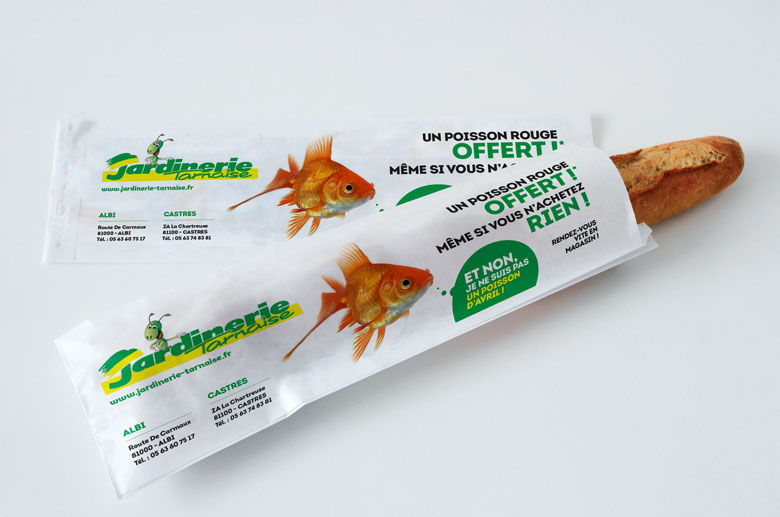 Jardinerie
Tarnaise
www.jardinerie-tarnaise.fr
ALBI
Route De Carmaux
81000 - ALBI
Tél. : 05 63 60 75 17
CASTRES
ZA La Chartreuse
81100 - CASTRES
Tél. : 05 63 74 83 81
UN POISSON ROUGE
OFFERT !*
MÊME SI VOUS N'A
Jardinerie
Tarnaise
www.jardinerie-tarnaise.fr
ALBI
Route De Carmaux
81000 - ALBI
Tél. : 05 63 60 75 17
CASTRES
ZA La Chartreuse
81100 - CASTRES
Tél. : 05 63 74 83 81
UN POISSON ROUGE
OFFERT !*
MÊME SI VOUS N'ACHETEZ
RIEN !
ET NON,
JE NE SUIS PAS
UN POISSON
D'AVRIL !
RENDEZ-VOUS
VITE EN
MAGASIN !